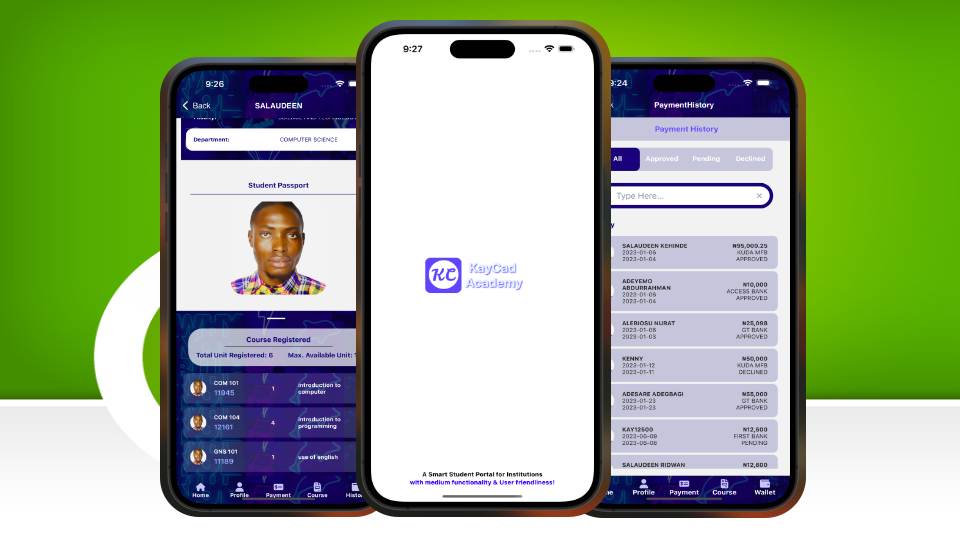 9:26
Back
SALAUDEEN
Department:
COMPUTER SCIENCE
Student Passport
Course Registered
Total Unit Registered: 6
Max. Available Unit:
COM 101
11945
1
introduction to
computer
COM 104
12161
4
introduction to
programming
GNS 101
11189
1
use of english
Home
Profile
Payment
Course
9:27
KC
KayCad
Academy
A Smart Student Portal for Institutions
with medium functionality & User friendliness!
9:24
PaymentHistory
Payment History
All
Approved
Pending
Declined
Type Here...
SALAUDEEN KEHINDE
2023-01-06
2023-01-04
₦95,000.25
KUDA MFB
APPROVED
ADEYEMO
ABDURRAHMAN
2023-01-06
2023-01-04
₦10,000
ACCESS BANK
APPROVED
ALEBIOSU NURAT
2023-01-06
2023-01-03
₦25,098
GT BANK
APPROVED
KENNY
2023-01-12
2023-01-11
₦50,000
KUDA MFB
DECLINED
ADESARE ADEGBAGI
2023-01-23
2023-01-23
₦55,000
GT BANK
APPROVED
KAY12500
2023-06-09
2023-06-08
₦12,500
FIRST BANK
PENDING
SALAUDEEN RIDWAN
₦12,600
Profile
Payment
Course
Wallet